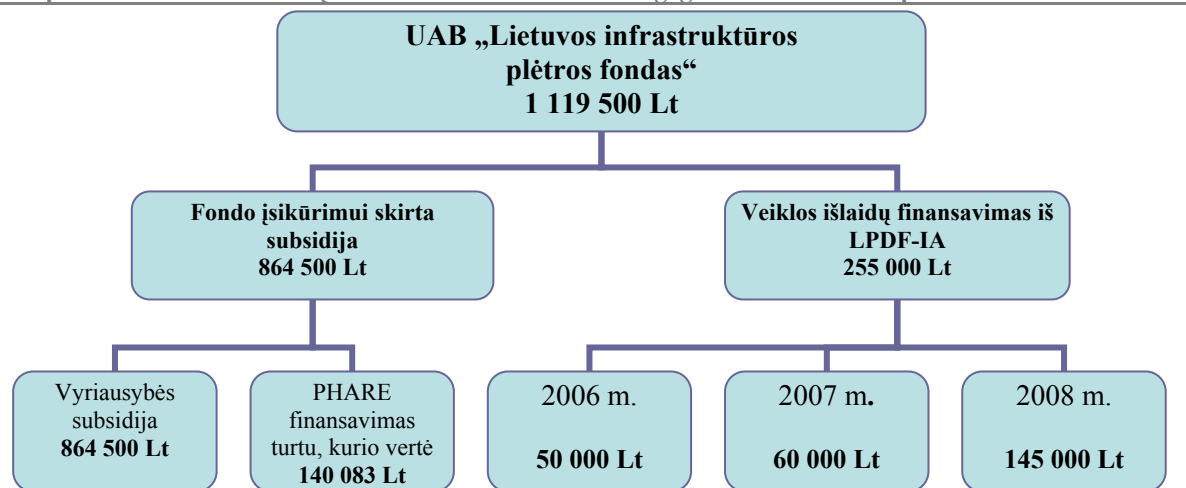 UAB „Lietuvos infrastruktūros
plėtros fondas“
1 119 500 Lt
Fondo įsikūrimui skirta
subsidija
864 500 Lt
Veiklos išlaidų finansavimas iš
LPDF-IA
255 000 Lt
Vyriausybės
subsidija
864 500 Lt
PHARE
finansavimas
turtu, kurio vertė
140 083 Lt
2006 m.
50 000 Lt
2007 m.
60 000 Lt
2008 m.
145 000 Lt